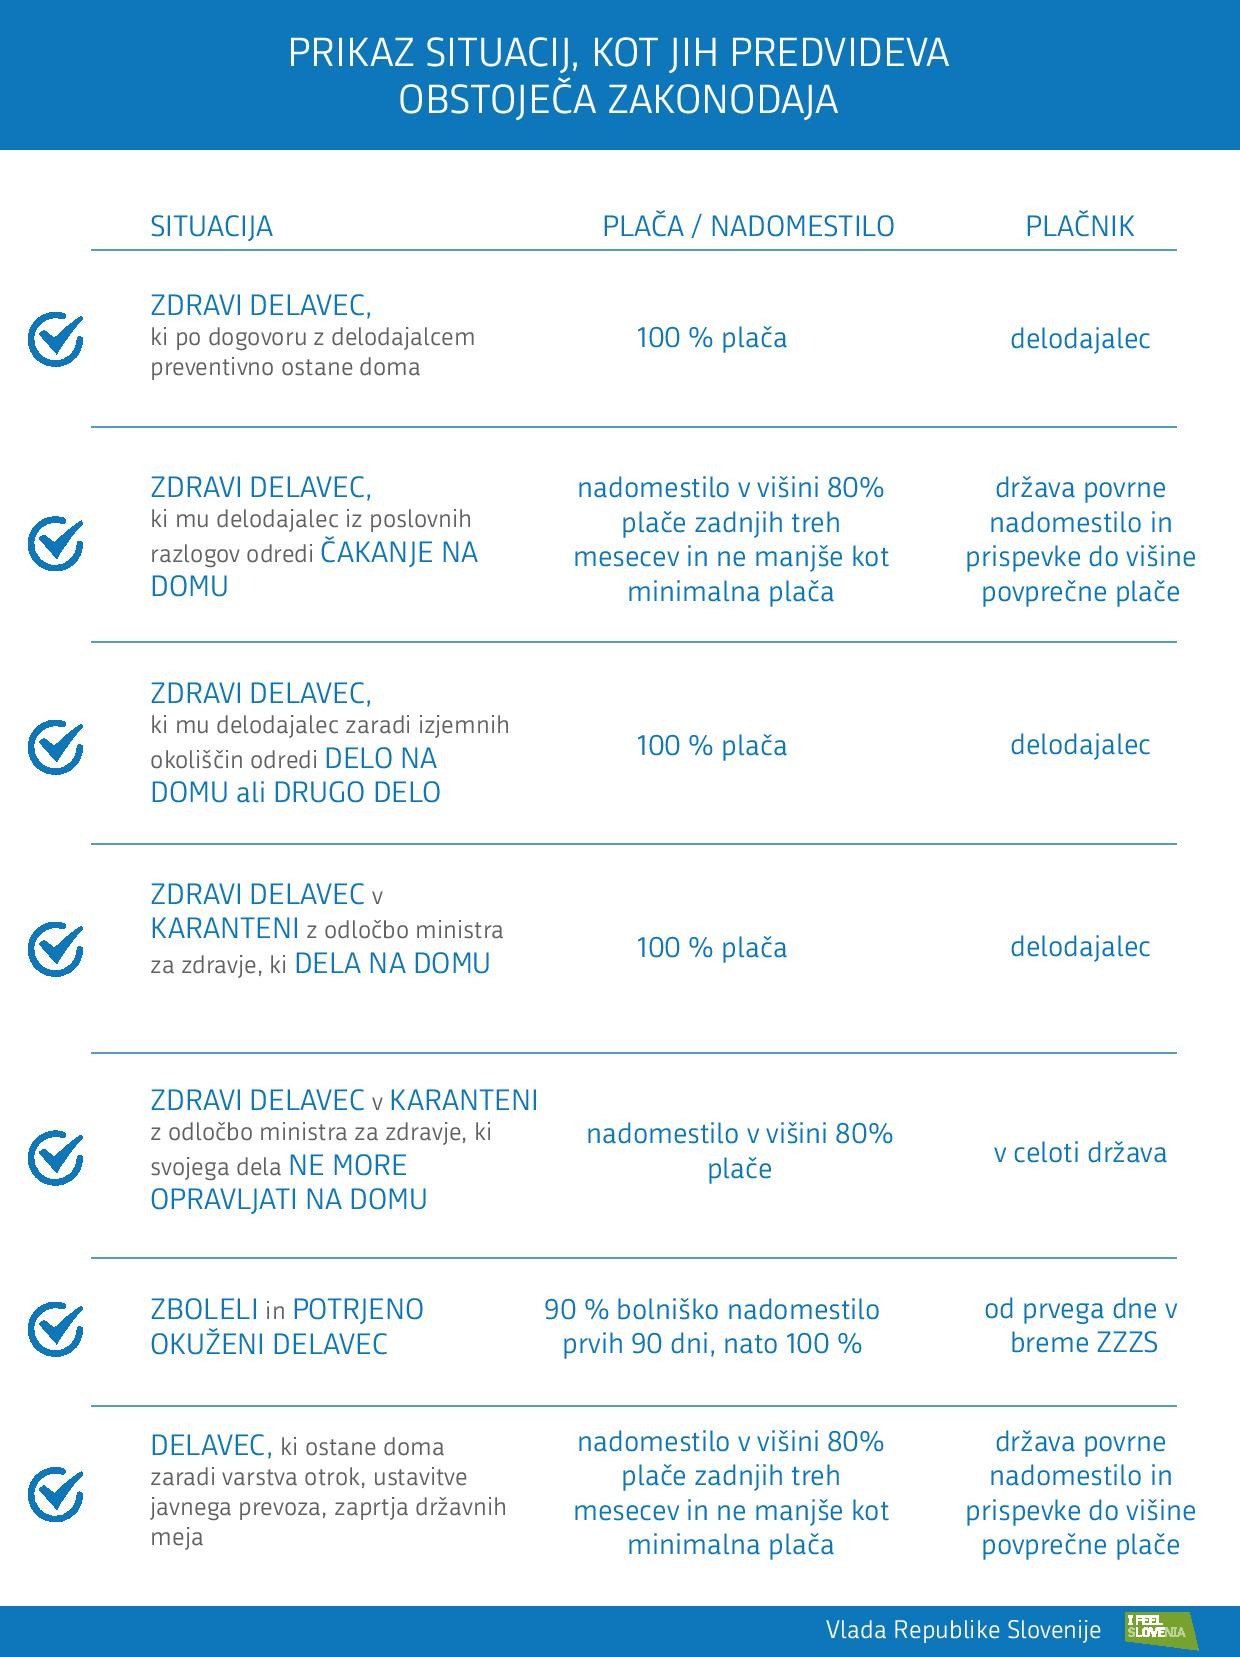 PRIKAZ SITUACIJ, KOT JIH PREDVIDEVA
OBSTOJEČA ZAKONODAJA
SITUACIJA
PLAČA / NADOMESTILO
PLAČNIK
ZDRAVI DELAVEC,
ki po dogovoru z delodajalcem
preventivno ostane doma
100 % plača
delodajalec
ZDRAVI DELAVEC,
ki mu delodajalec iz poslovnih
razlogov odredi ČAKANJE NA
DOMU
nadomestilo v višini 80%
plače zadnjih treh
mesecev in ne manjše kot
minimalna plača
država povrne
nadomestilo in
prispevke do višine
povprečne plače
ZDRAVI DELAVEC,
ki mu delodajalec zaradi izjemnih
okoliščin odredi DELO NA
DOMU ali DRUGO DELO
100 % plača
delodajalec
ZDRAVI DELAVEC v
KARANTENI z odločbo ministra
za zdravje, ki DELA NA DOMU
100 % plača
delodajalec
ZDRAVI DELAVEC v KARANTENI
z odločbo ministra za zdravje, ki
svojega dela NE MORE
OPRAVLJATI NA DOMU
nadomestilo v višini 80%
plače
v celoti država
ZBOLELI in POTRJENO
OKUŽENI DELAVEC
90 % bolniško nadomestilo
prvih 90 dni, nato 100 %
od prvega dne v
breme ZZZS
DELAVEC, ki ostane doma
zaradi varstva otrok, ustavitve
javnega prevoza, zaprtja državnih
meja
nadomestilo v višini 80%
plače zadnjih treh
mesecev in ne manjše kot
minimalna plača
država povrne
nadomestilo in
prispevke do višine
povprečne plače
Vlada Republike Slovenije
I FEEL
SLOVENIA